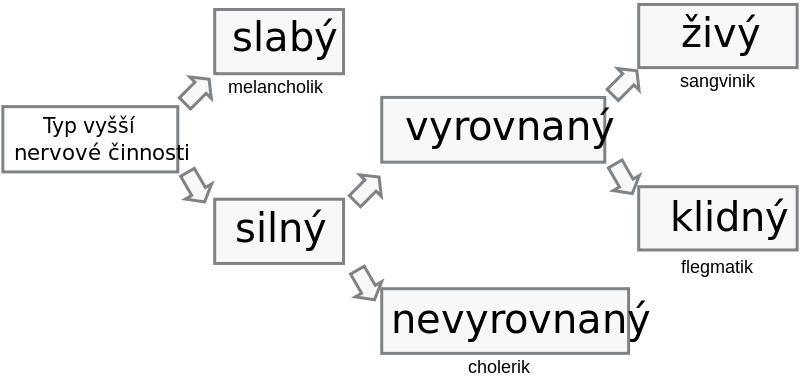 Typ vyšší
nervové činnosti
slabý
melancholik
silný
vyrovnaný
nevyrovnaný
cholerik
živý
sangvinik
klidný
flegmatik